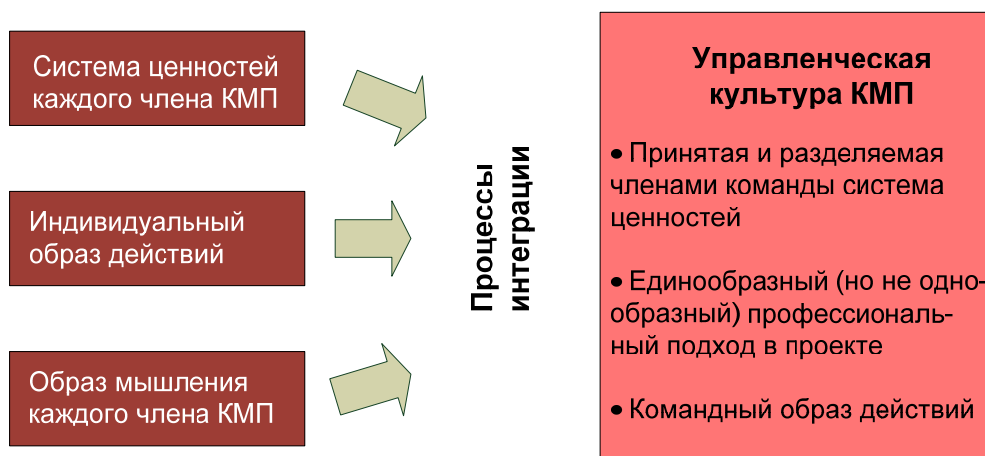 Система ценностей
каждого члена КМП
Индивидуальный
образ действий
Образ мышления
каждого члена КМП
Процессы
интеграции
Управленческая
культура КМП
• Принятая и разделяемая
членами команды система
ценностей
• Единообразный (но не одно-
образный) профессиональ-
ный подход в проекте
• Командный образ действий